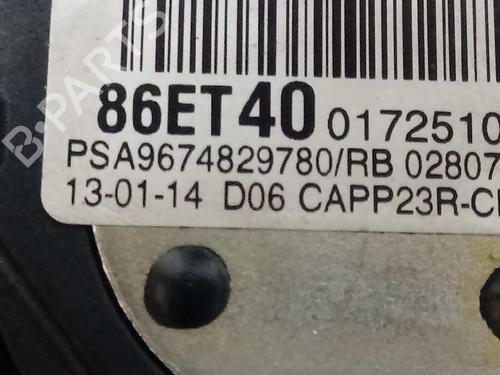 86ET40 0172510
PSA9674829780/RB 02807
13-01-14 D06 CAPP23R-C
B-PARTS